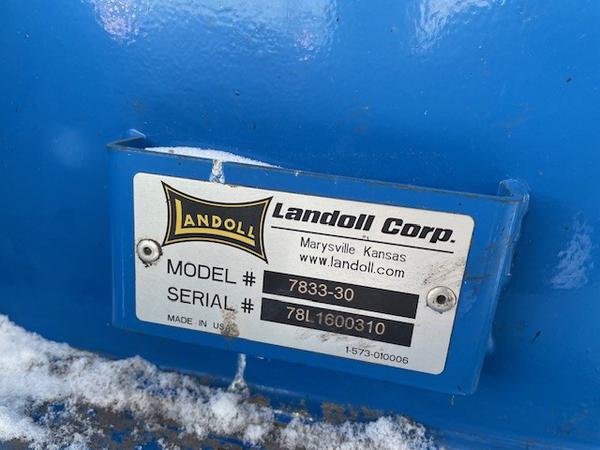 LANDOLL
Landoll Corp.
Marysville Kansas
www.landoll.com
MODEL # 7833-30
SERIAL # 78L1600310
MADE IN USA
1-573-010006